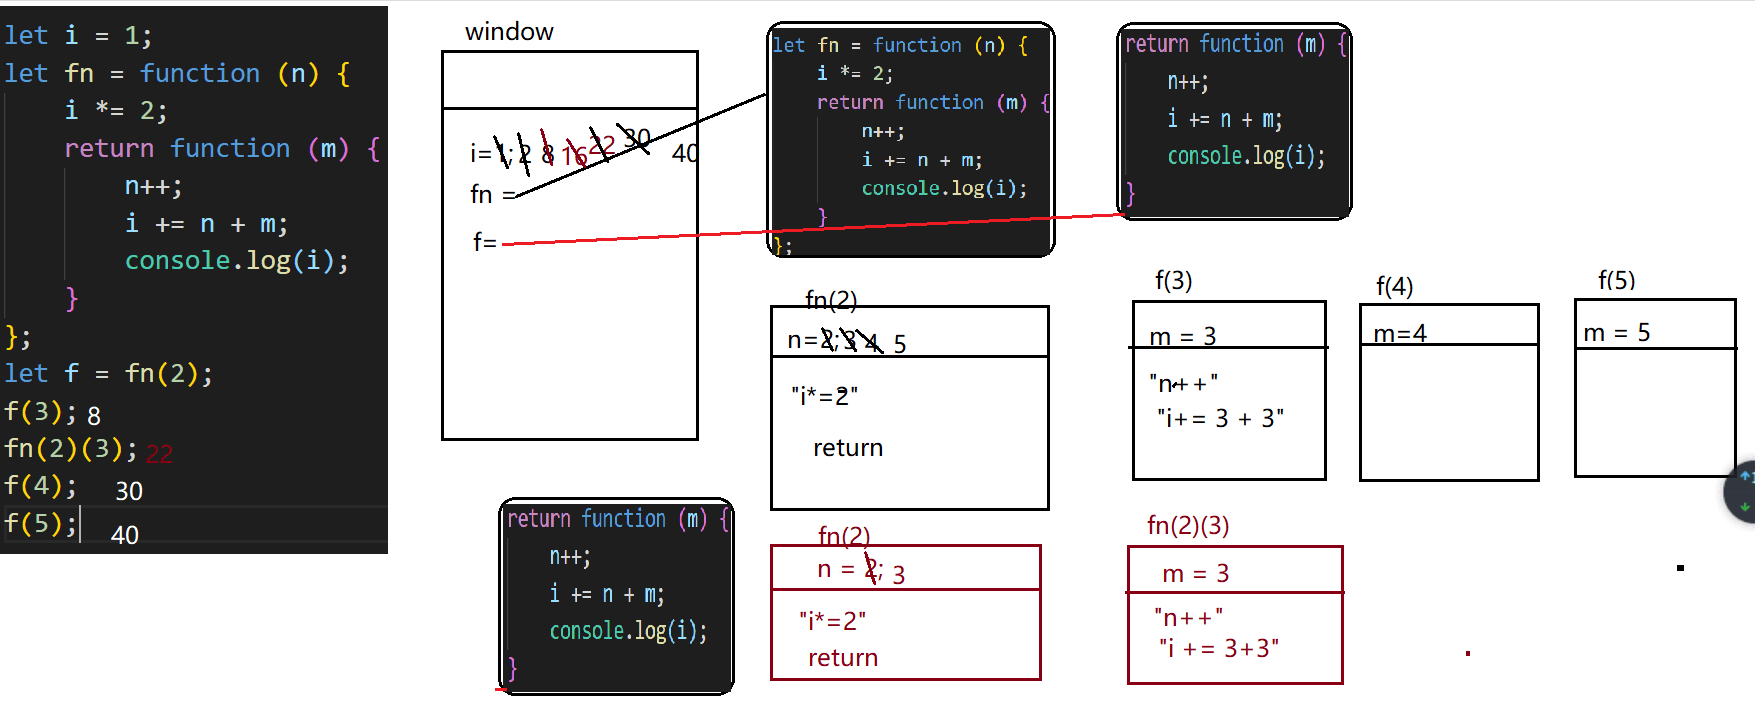 let i = 1;
let fn = function (n) {
i *= 2;
return function (m) {
n++;
i += n + m;
console.log(i);
}
};
let f = fn(2);
f(3); 8
fn(2)(3); 22
f(4); 30
f(5); 40
window
i=1; 2 8 16 22 30 40
fn =
f=
let fn = function (n) {
i *= 2;
return function (m) {
n++;
i += n + m;
console.log(i);
}
};
return function (m) {
n++;
i += n + m;
console.log(i);
}
fn(2)
n=2; 3 4 5
"i*=2"
return
f(3)
m = 3
"n++"
"i+= 3 + 3"
f(4)
m=4
f(5)
m = 5
return function (m) {
n++;
i += n + m;
console.log(i);
}
fn(2)
n = 2; 3
"i*=2"
return
fn(2)(3)
m = 3
"n++"
"i += 3+3"